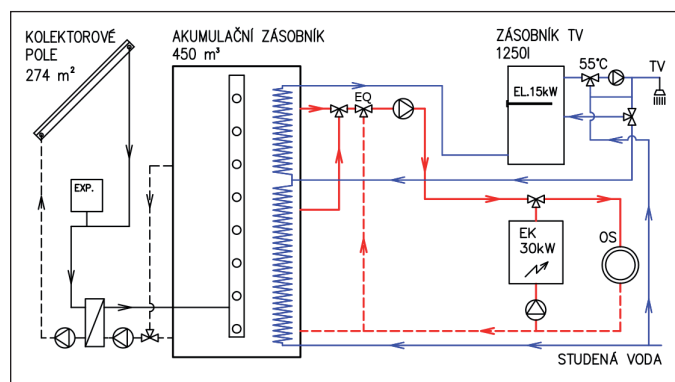 KOLEKTOROVÉ
POLE
274 m²
AKUMULAČNÍ ZÁSOBNÍK
450 m³
ZÁSOBNÍK TV
1250l
55°C
TV
EL.15kW
EQ
EXP.
EK
30kW
OS
STUDENÁ VODA